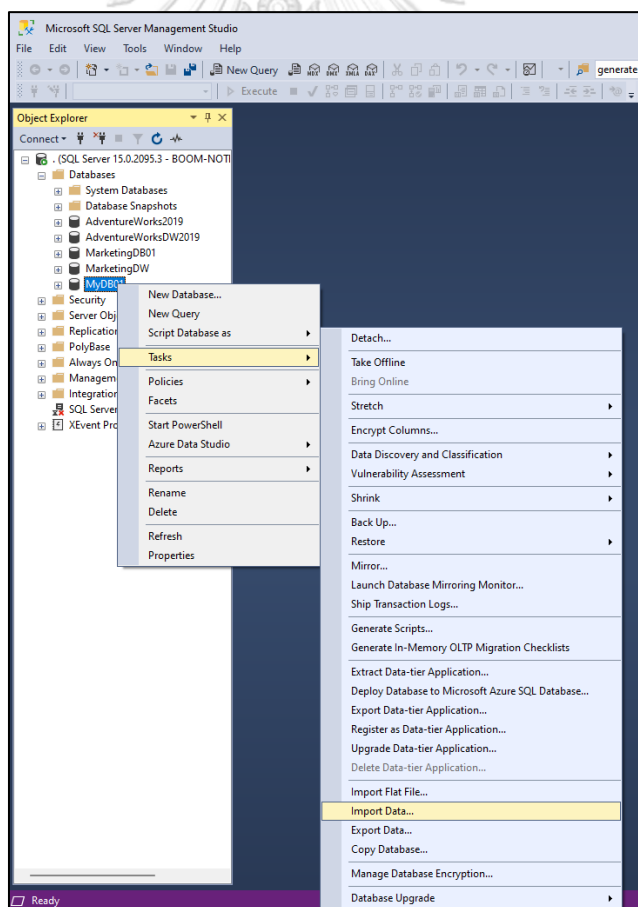 Microsoft SQL Server Management Studio
File Edit View Tools Window Help
New Query MDX DMX XMLA DAX generate
Execute
Object Explorer
Connect
. (SQL Server 15.0.2095.3 - BOOM-NOT
Databases
System Databases
Database Snapshots
AdventureWorks2019
AdventureWorksDW2019
MarketingDB01
MarketingDW
MyDB01
Security
Server Obj
Replication
PolyBase
Always On
Managem
Integration
SQL Server
XEvent Pro
New Database...
New Query
Script Database as
Tasks
Policies
Facets
Start PowerShell
Azure Data Studio
Reports
Rename
Delete
Refresh
Properties
Detach...
Take Offline
Bring Online
Stretch
Encrypt Columns...
Data Discovery and Classification
Vulnerability Assessment
Shrink
Back Up...
Restore
Mirror...
Launch Database Mirroring Monitor...
Ship Transaction Logs...
Generate Scripts...
Generate In-Memory OLTP Migration Checklists
Extract Data-tier Application...
Deploy Database to Microsoft Azure SQL Database...
Export Data-tier Application...
Register as Data-tier Application...
Upgrade Data-tier Application...
Delete Data-tier Application...
Import Flat File...
Import Data...
Export Data...
Copy Database...
Manage Database Encryption...
Database Upgrade
Ready